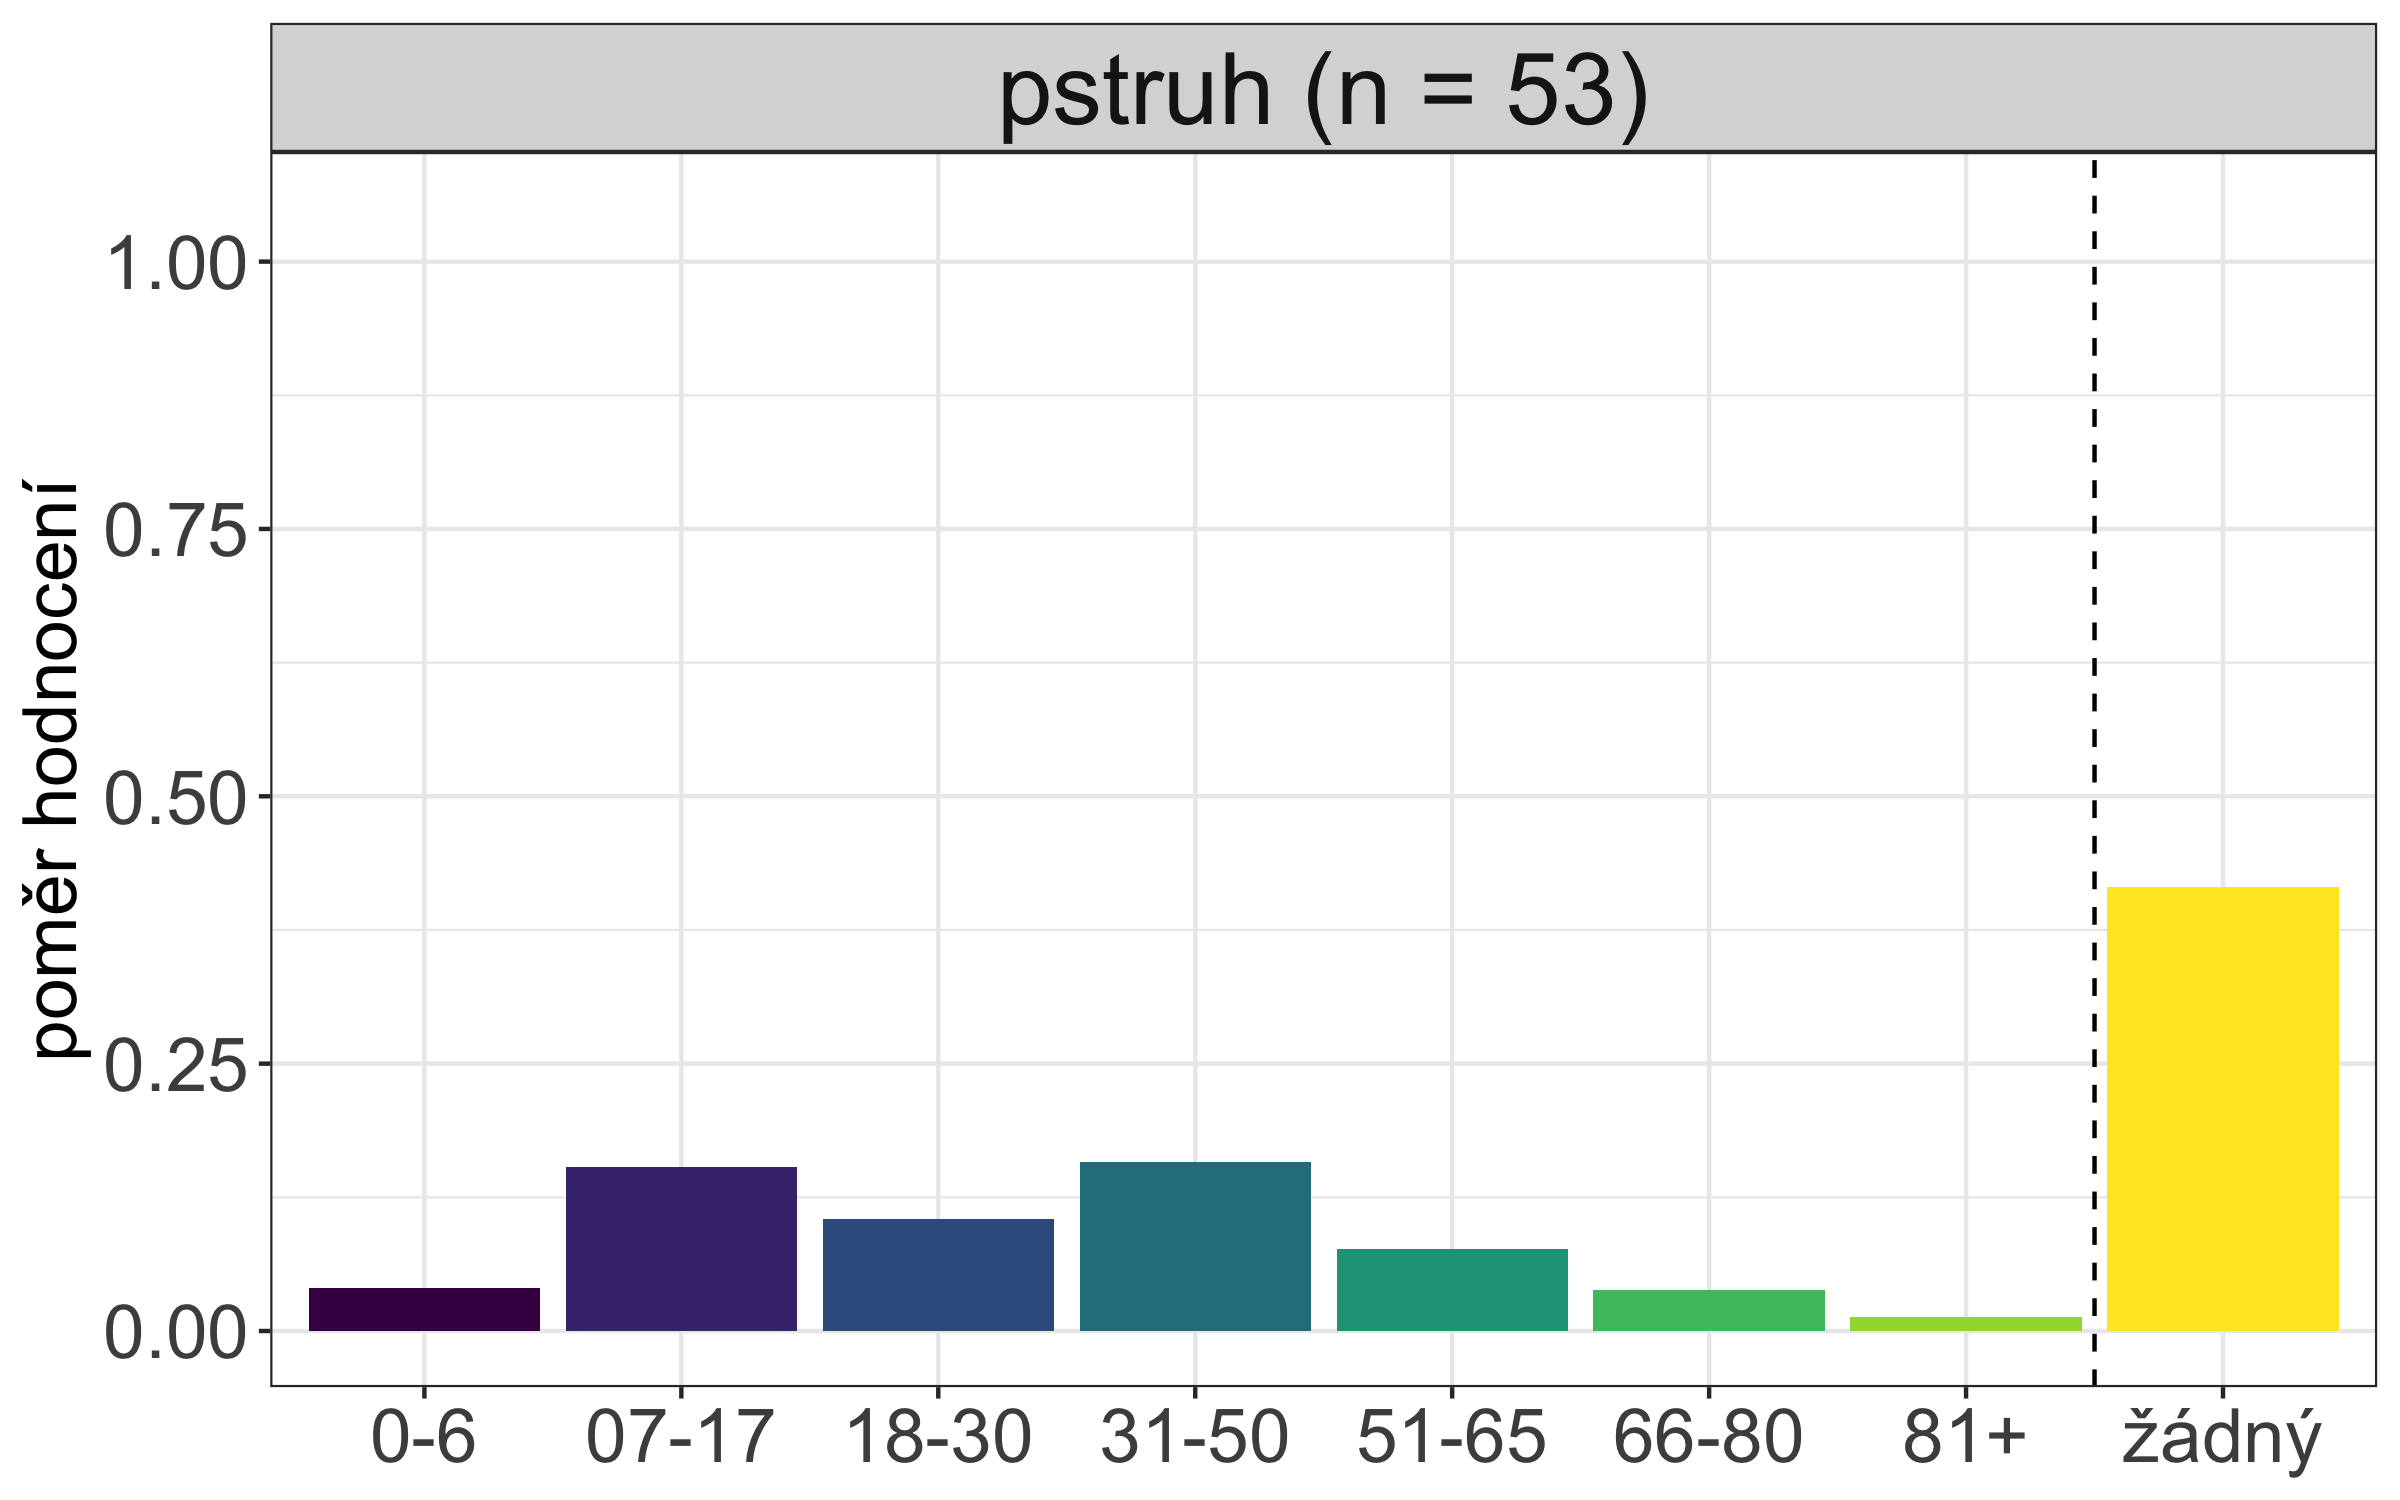 pstruh (n = 53)
poměr hodnocení
1.00
0.75
0.50
0.25
0.00
0-6 07-17 18-30 31-50 51-65 66-80 81+ žádný